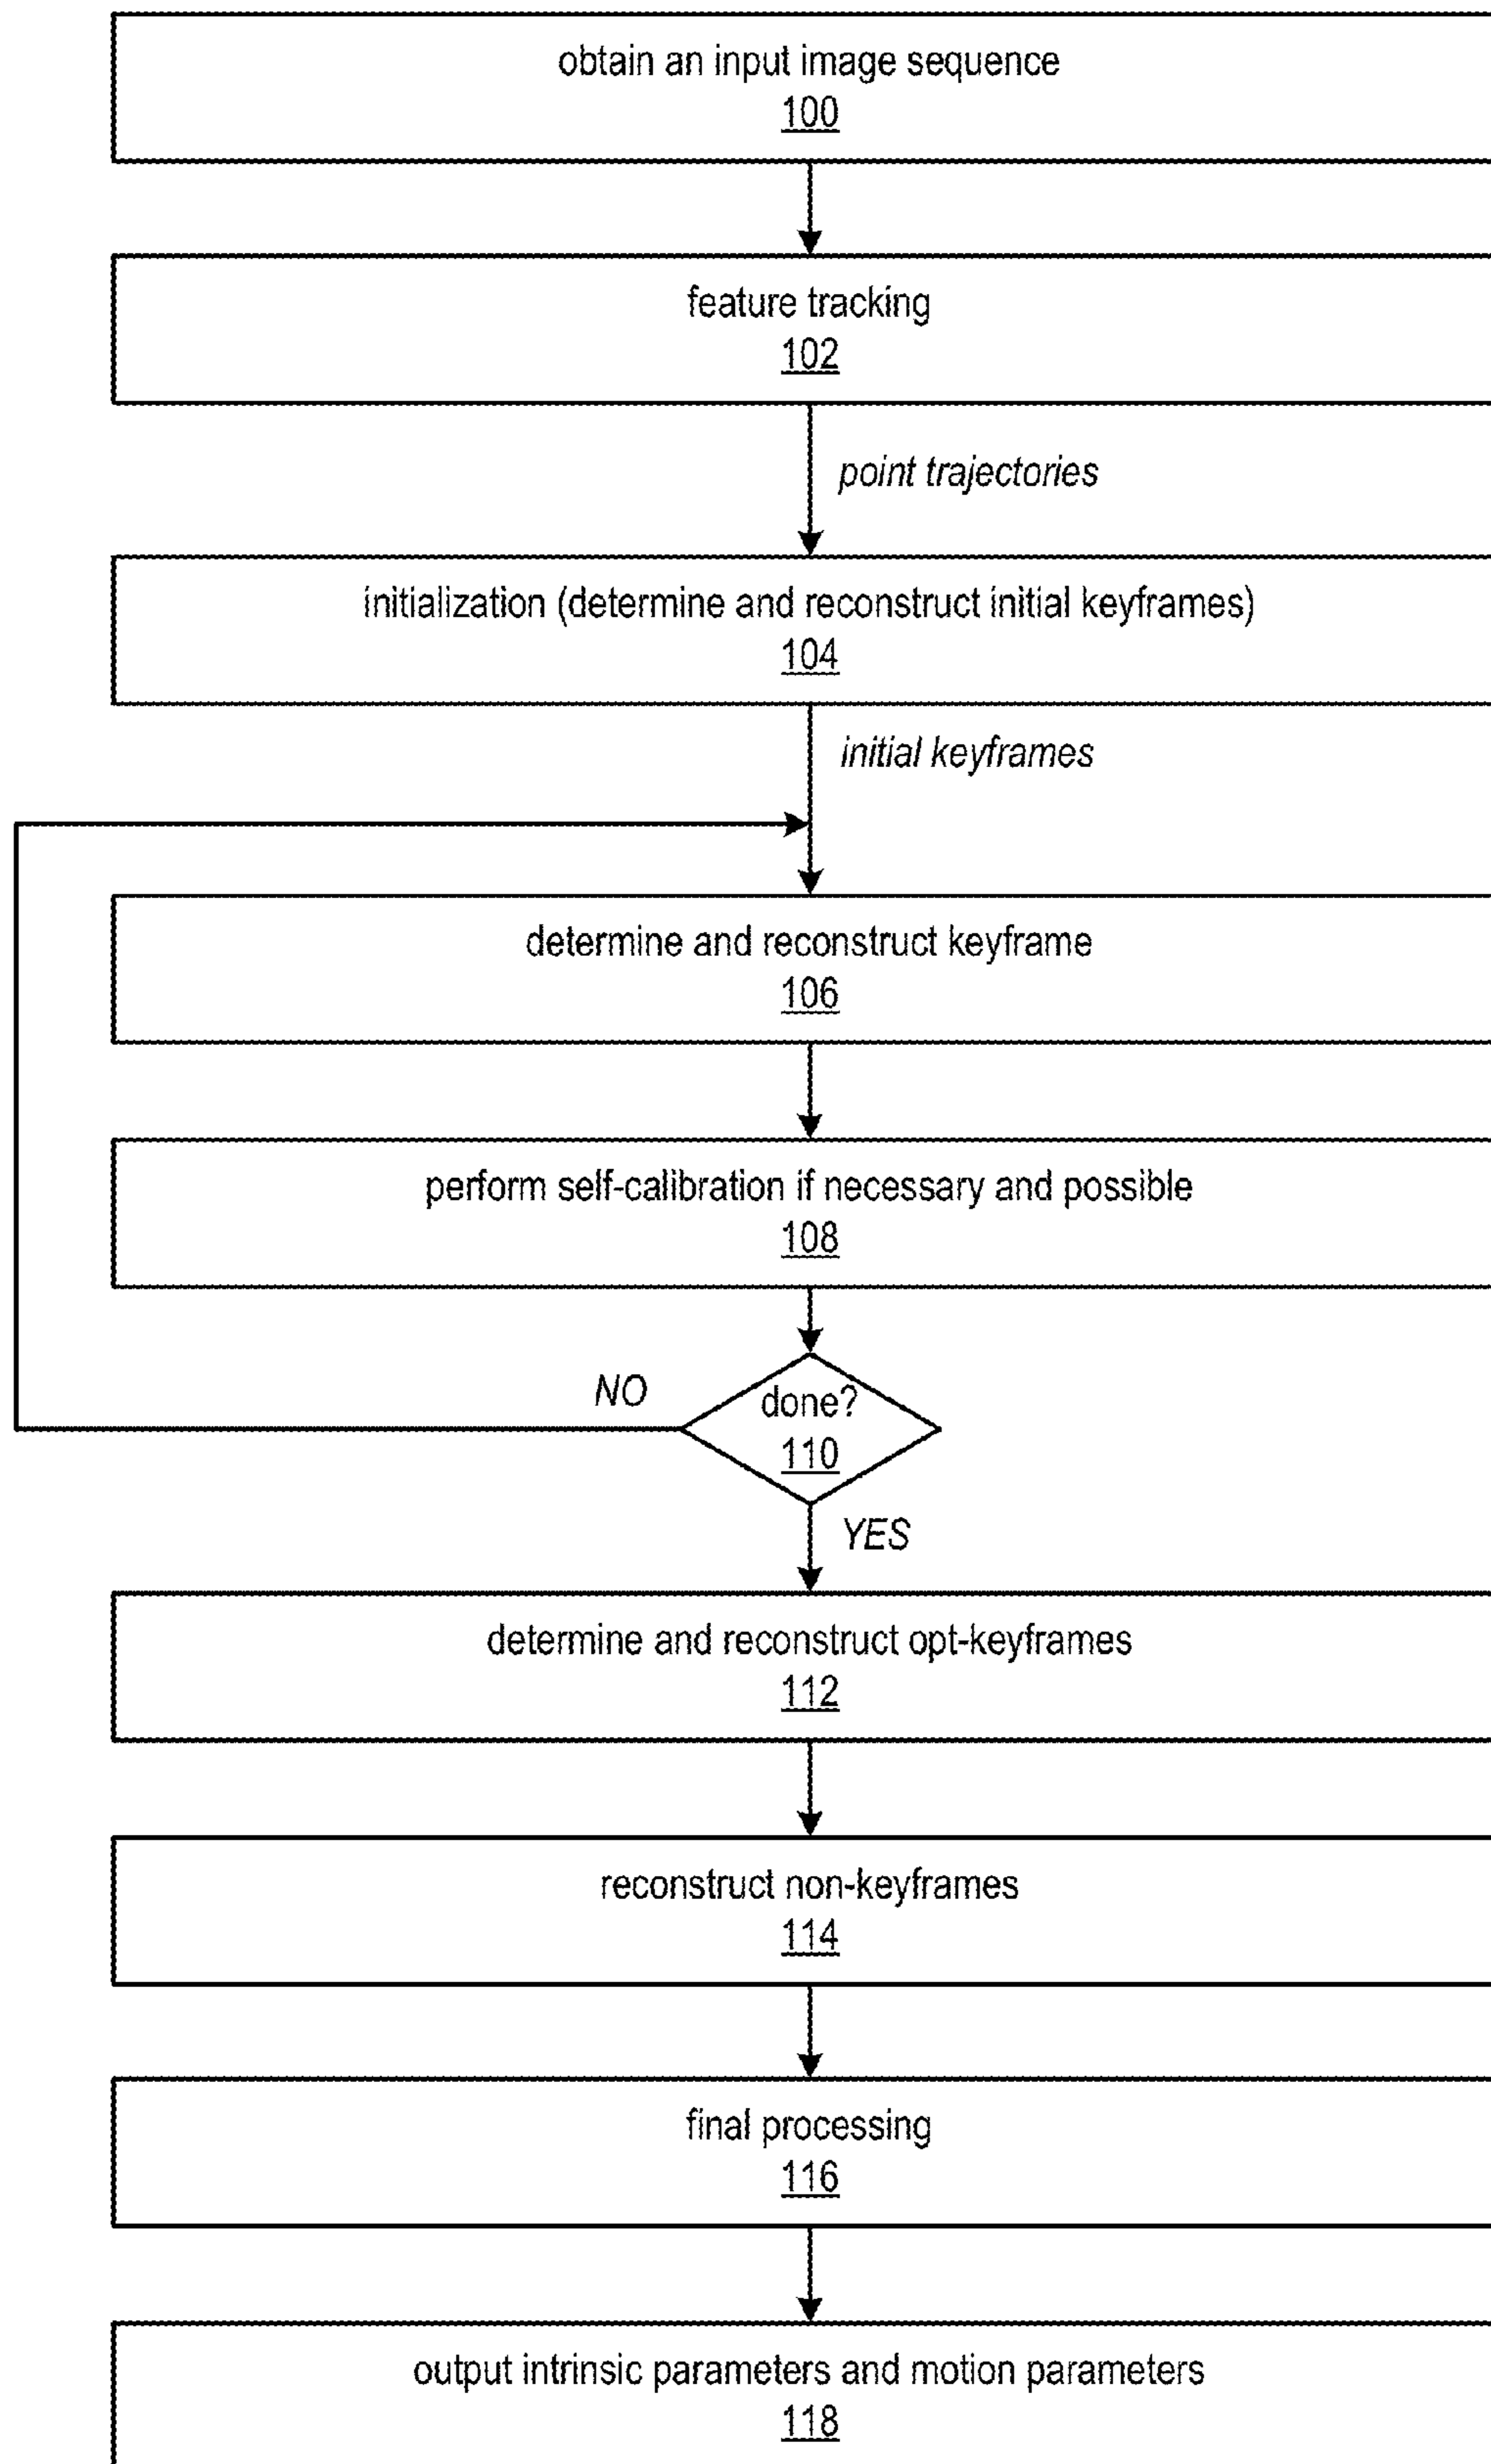 obtain an input image sequence
100
feature tracking
102
point trajectories
initialization (determine and reconstruct initial keyframes)
104
initial keyframes
determine and reconstruct keyframe
106
perform self-calibration if necessary and possible
108
NO
done?
110
YES
determine and reconstruct opt-keyframes
112
reconstruct non-keyframes
114
final processing
116
output intrinsic parameters and motion parameters
118